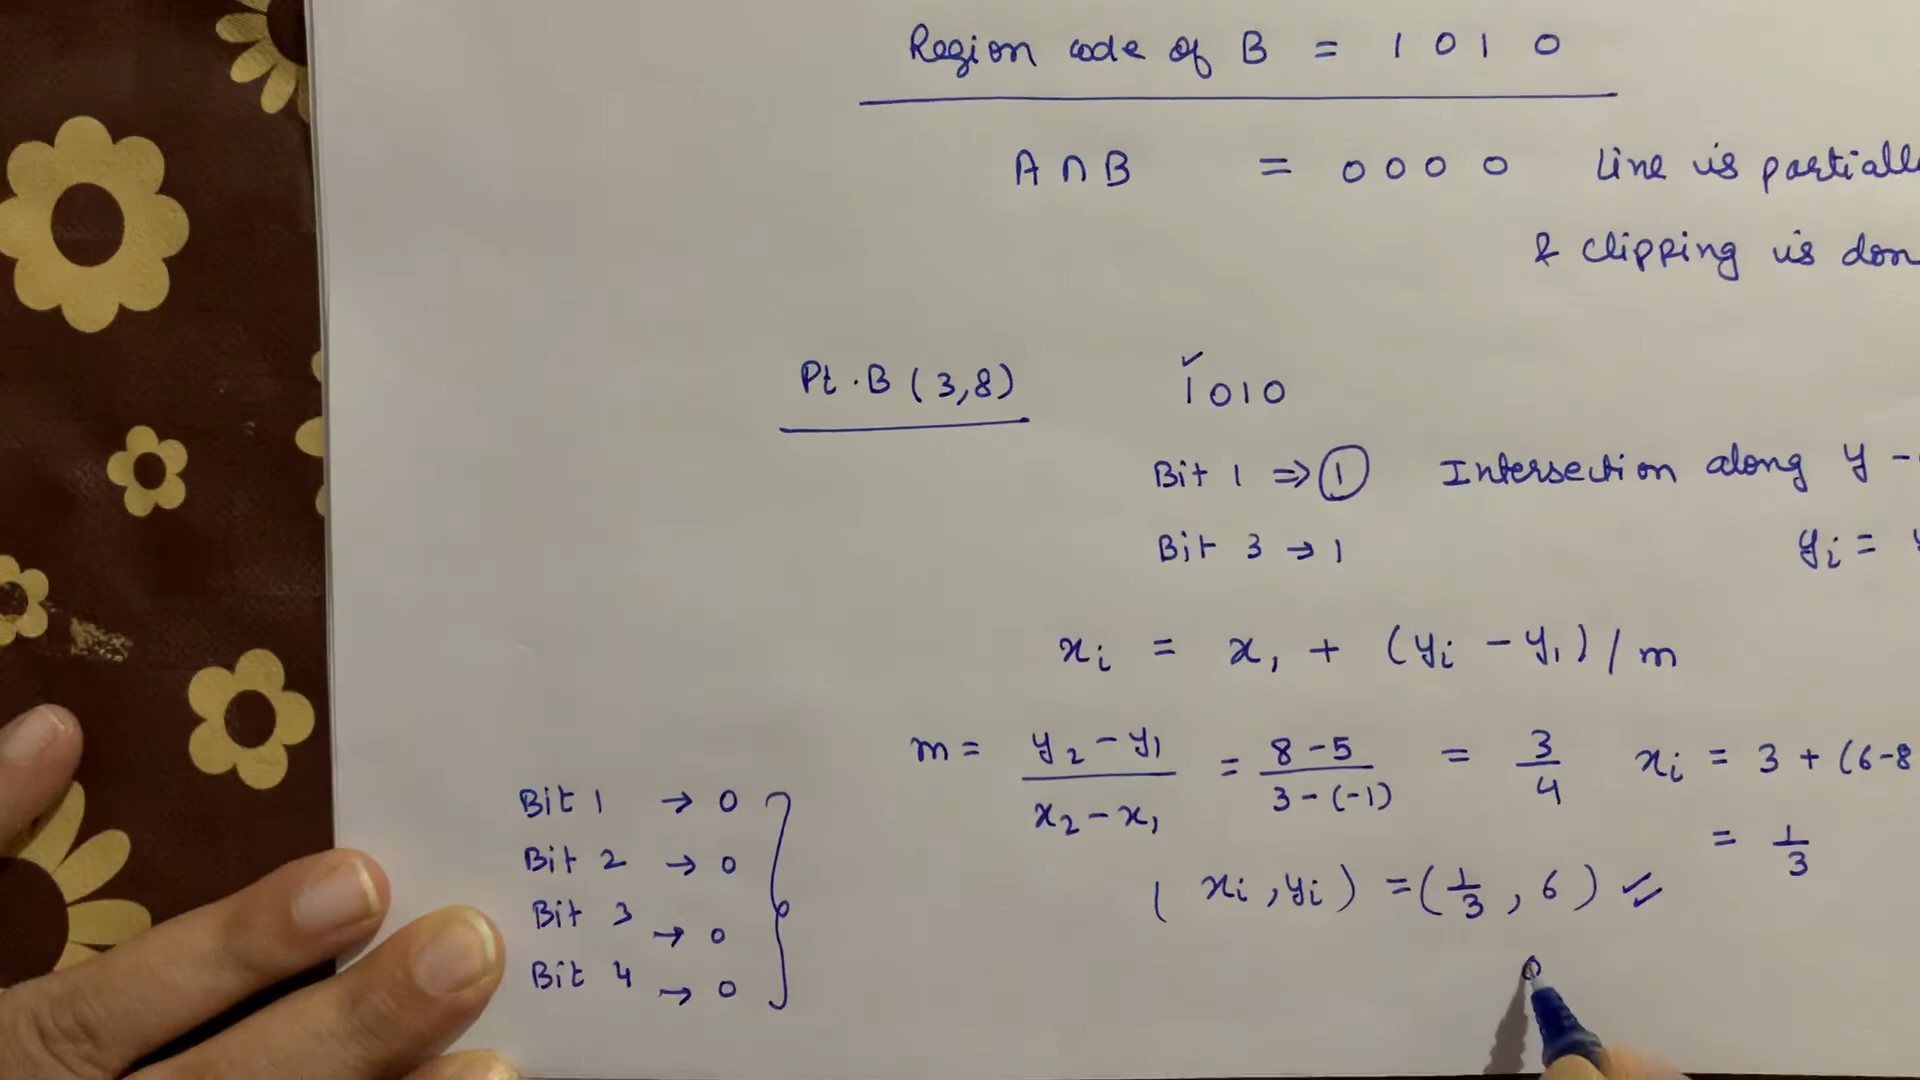 Region code of B = 1 0 1 0
A ∩ B = 0 0 0 0 Line is partially
& clipping is don
Pt. B (3,8) 1010
Bit 1 ⇒ 1 Intersection along y -
Bit 3 → 1 yi =
xi = x1 + (yi - y1) / m
m = y2 - y1 / x2 - x1 = 8 - 5 / 3 - (-1) = 3/4 xi = 3 + (6-8
= 1/3
(xi, yi) = (1/3, 6)
0
Bit 1 → 0
Bit 2 → 0
Bit 3 → 0
Bit 4 → 0